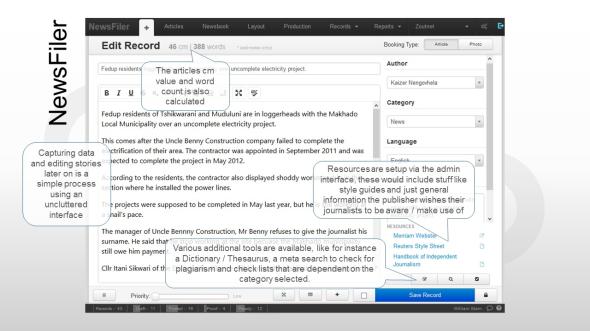 NewsFiler
NewsFiler + Articles Newsbook Layout Production Records Reports Zoutnet
Edit Record 46 cm | 388 words
Booking Type: Article Photo
Fedup residents uncomplete electricity project.
The articles cm
value and word
count is also
calculated
B I U
Author
Kaizer Nengovhela
Category
News
Language
English
Fedup residents of Tshikwarani and Muduluni are in loggerheads with the Makhado
Local Municipality over an uncomplete electricity project.
This comes after the Uncle Benny Construction company failed to complete the
electrification of their area. The contractor was appointed in September 2011 and was
expected to complete the project in May 2012.
According to the residents, the contractor also displayed shoddy
section where he installed the power lines.
The projects were supposed to be completed in May last year, but he is
a snail's pace.
The manager of Uncle Bennny Construction, Mr Benny refuses to give the journalist his
surname. He said that
still owe him paymen
Cllr Itani Sikwari of the
Capturing data
and editing stories
later on is a
simple process
using an
uncluttered
interface
Resources are setup via the admin
interface, these would include stuff like
style guides and just general
information the publisher wishes their
journalists to be aware / make use of
RESOURCES
Merriam Webster
Reuters Style Sheet
Handbook of Independent
Journalism
Various additional tools are available, like for instance
a Dictionary / Thesaurus, a meta search to check for
plagiarism and check lists that are dependent on the
category selected.
Priority: Low
Save Record
William Stam